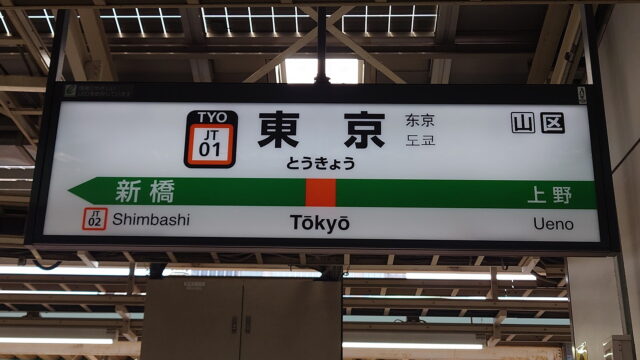 TYO
JT
01
東京
东京
도쿄
山 区
とうきょう
新橋
上野
JT
02
Shimbashi
Tōkyō
Ueno